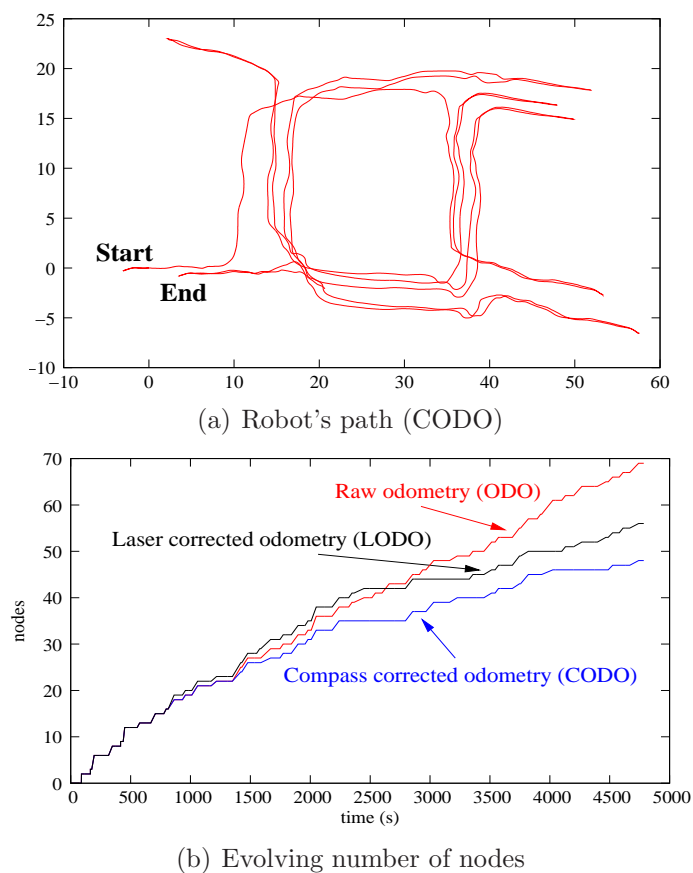 25
20
15
10
5
0
−5
−10
−10 0 10 20 30 40 50 60
Start
End
(a) Robot's path (CODO)
70
60
50
40
30
20
10
0
nodes
Raw odometry (ODO)
Laser corrected odometry (LODO)
Compass corrected odometry (CODO)
0 500 1000 1500 2000 2500 3000 3500 4000 4500 5000
time (s)
(b) Evolving number of nodes